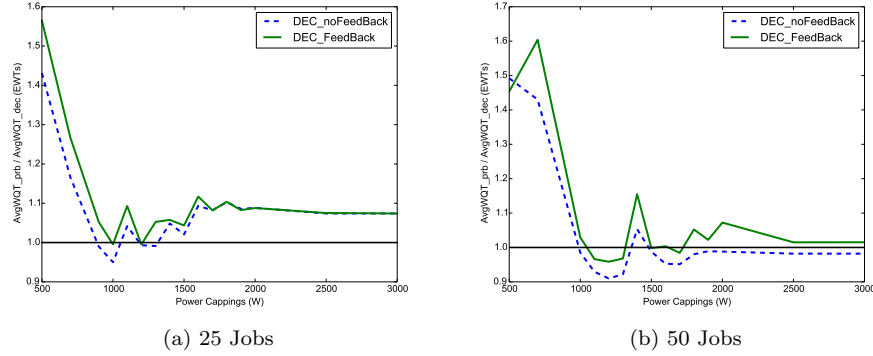 1.6
1.5
1.4
1.3
1.2
1.1
1.0
0.9
AvgWQT_prb / AvgWQT_dec (EWTs)
DEC_noFeedBack
DEC_FeedBack
500 1000 1500 2000 2500 3000
Power Cappings (W)
(a) 25 Jobs
1.7
1.6
1.5
1.4
1.3
1.2
1.1
1.0
0.9
AvgWQT_prb / AvgWQT_dec (EWTs)
DEC_noFeedBack
DEC_FeedBack
500 1000 1500 2000 2500 3000
Power Cappings (W)
(b) 50 Jobs